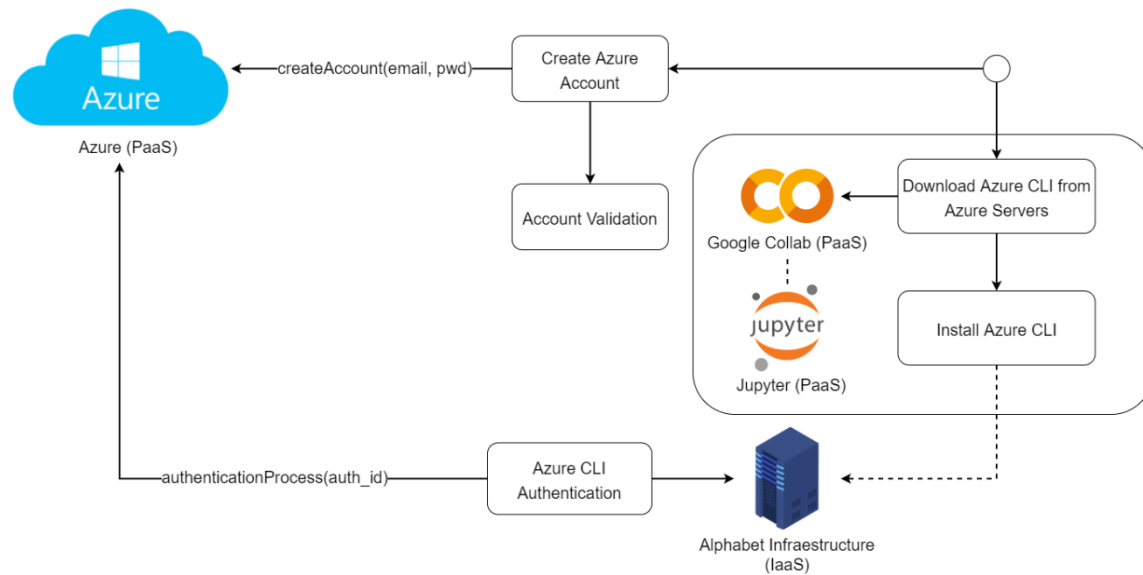 Azure
Azure (PaaS)
createAccount(email, pwd)
Create Azure
Account
Account Validation
Download Azure CLI from
Azure Servers
Google Collab (PaaS)
jupyter
Jupyter (PaaS)
Install Azure CLI
authenticationProcess(auth_id)
Azure CLI
Authentication
Alphabet Infraestructure
(IaaS)